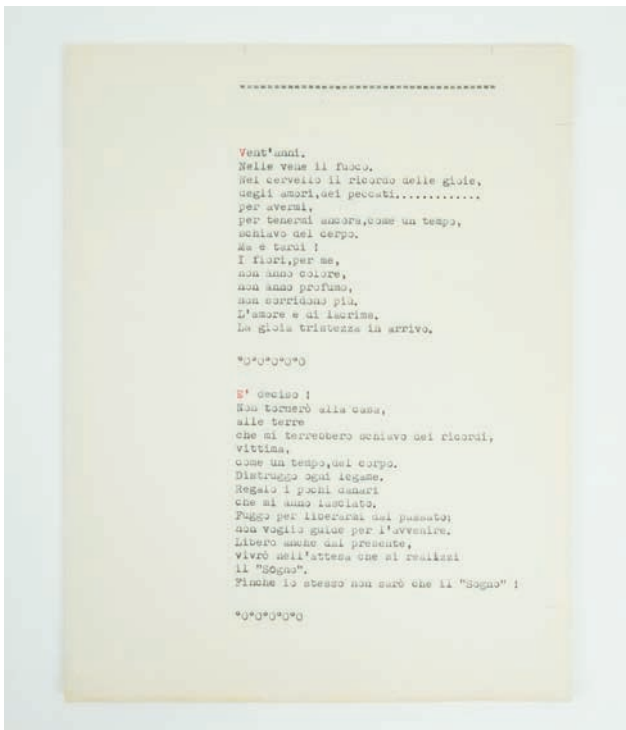 Vent'anni.
Nelle vene il fuoco.
Nel cervello il ricordo delle gioie,
degli amori,dei peccati.............
per avermi,
per tenermi ancora,come un tempo,
schiavo del corpo.
Ma è tardi !
I fiori,per me,
non ànno colore,
non ànno profumo,
non sorridono più.
L'amore è di lacrime.
La gioia tristezza in arrivo.
°O°O°O°O°O
E' deciso !
Non tornerò alla casa,
alle terre
che mi terrebbero schiavo dei ricordi,
vittima,
come un tempo,del corpo.
Distruggo ogni legame.
Regalo i pochi danari
che mi ànno lasciato.
Fuggo per liberarmi dal passato;
non voglio guide per l'avvenire.
Libero anche dal presente,
vivrò nell'attesa che si realizzi
il "Sogno".
Finchè io stesso non sarò che il "Sogno" !
°O°O°O°O°O